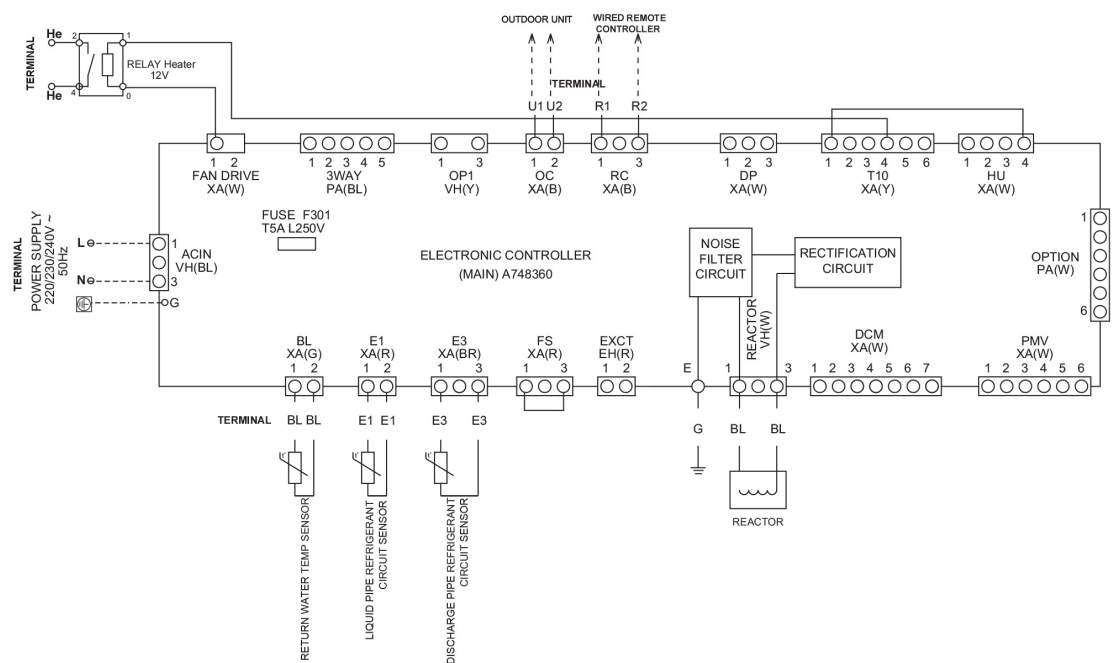 OUTDOOR UNIT
WIRED REMOTE
CONTROLLER
TERMINAL
He 2 1
RELAY Heater
12V
He 4 0
TERMINAL
U1 U2 R1 R2
1 2
FAN DRIVE
XA(W)
1 2 3 4 5
3WAY
PA(BL)
1 3
OP1
VH(Y)
1 2
OC
XA(B)
1 3
RC
XA(B)
1 2 3
DP
XA(W)
1 2 3 4 5 6
T10
XA(Y)
1 2 3 4
HU
XA(W)
TERMINAL
POWER SUPPLY
220/230/240V ~
50Hz
L 1
N 3
G
ACIN
VH(BL)
FUSE F301
T5A L250V
ELECTRONIC CONTROLLER
(MAIN) A748360
NOISE
FILTER
CIRCUIT
RECTIFICATION
CIRCUIT
1
OPTION
PA(W)
6
BL
XA(G)
1 2
E1
XA(R)
1 2
E3
XA(BR)
1 3
FS
XA(R)
1 3
EXCT
EH(R)
1 2
E
REACTOR
VH(W)
1 3
DCM
XA(W)
1 2 3 4 5 6 7
PMV
XA(W)
1 2 3 4 5 6
TERMINAL BL BL E1 E1 E3 E3 G BL BL
RETURN WATER TEMP SENSOR
LIQUID PIPE REFRIGERANT
CIRCUIT SENSOR
DISCHARGE PIPE REFRIGERANT
CIRCUIT SENSOR
REACTOR